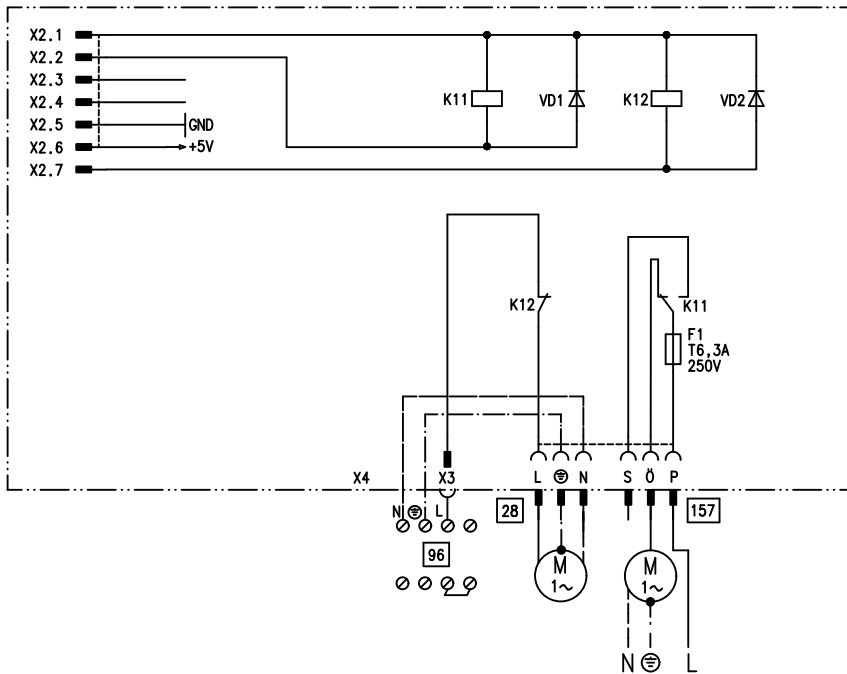 X2.1
X2.2
X2.3
X2.4
X2.5 GND
X2.6 +5V
X2.7
K11 VD1 K12 VD2
K12 K11
F1
T6,3A
250V
X4 X3 L N S Ö P
N L 28 157
96
M M
1~ 1~
N L